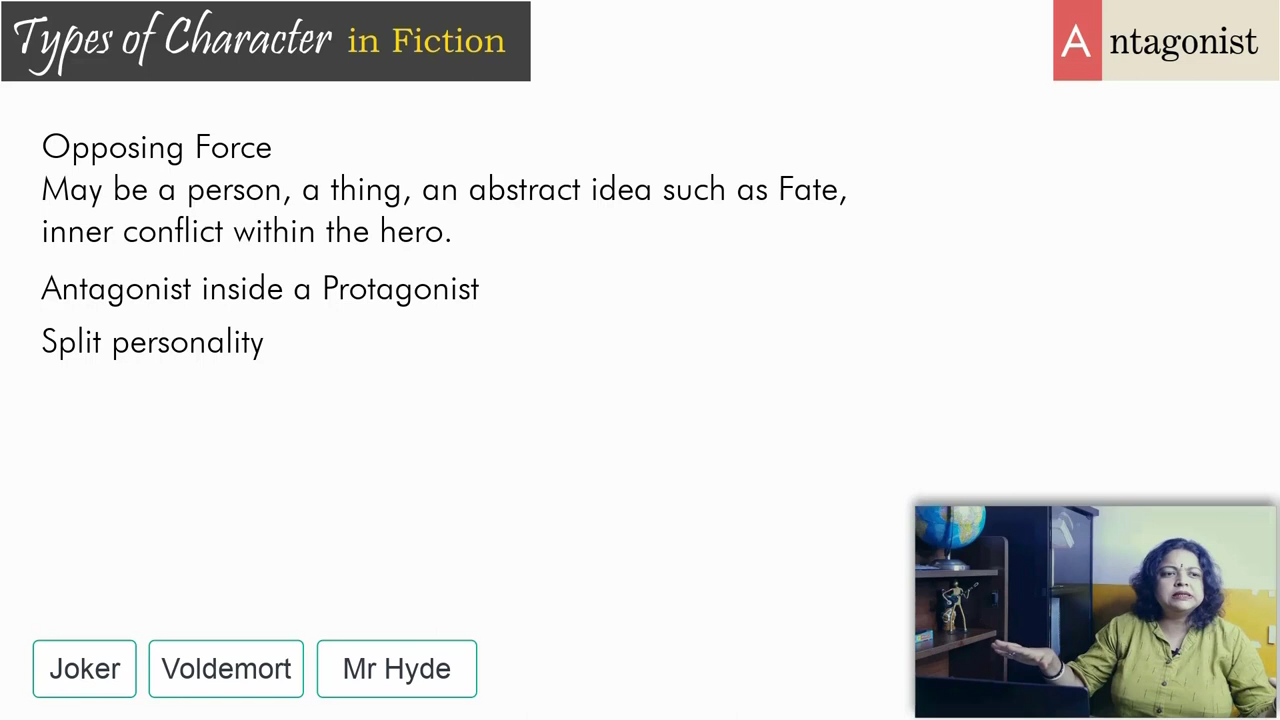 Types of Character in Fiction
Antagonist
Opposing Force
May be a person, a thing, an abstract idea such as Fate,
inner conflict within the hero.
Antagonist inside a Protagonist
Split personality
Joker
Voldemort
Mr Hyde